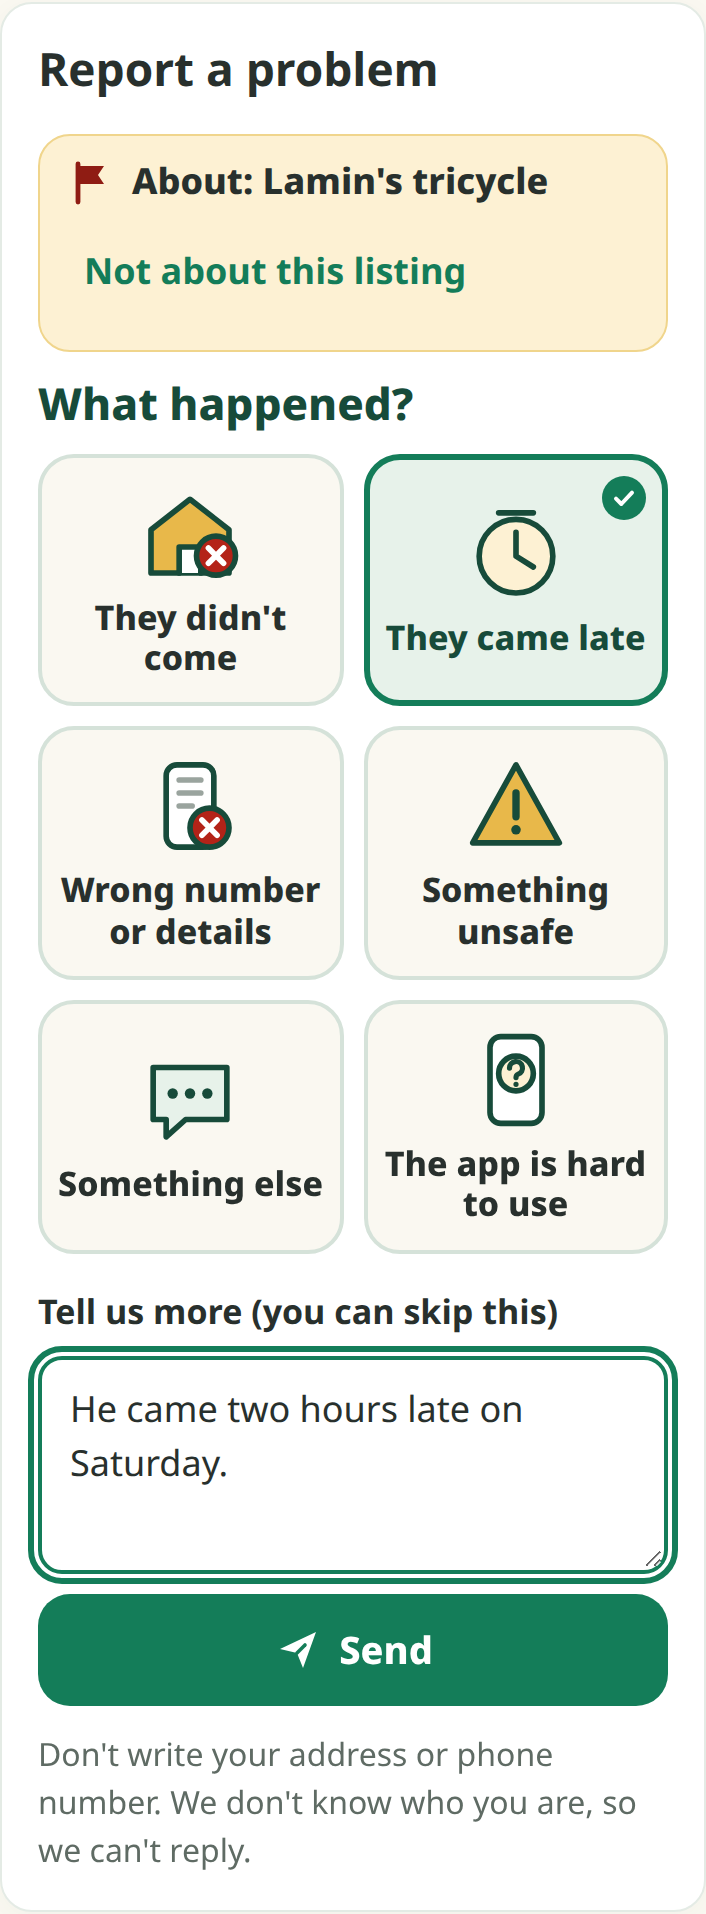 Report a problem
About: Lamin's tricycle
Not about this listing
What happened?
They didn't
come
They came late
Wrong number
or details
Something
unsafe
Something else
The app is hard
to use
Tell us more (you can skip this)
He came two hours late on
Saturday.
Send
Don't write your address or phone
number. We don't know who you are, so
we can't reply.